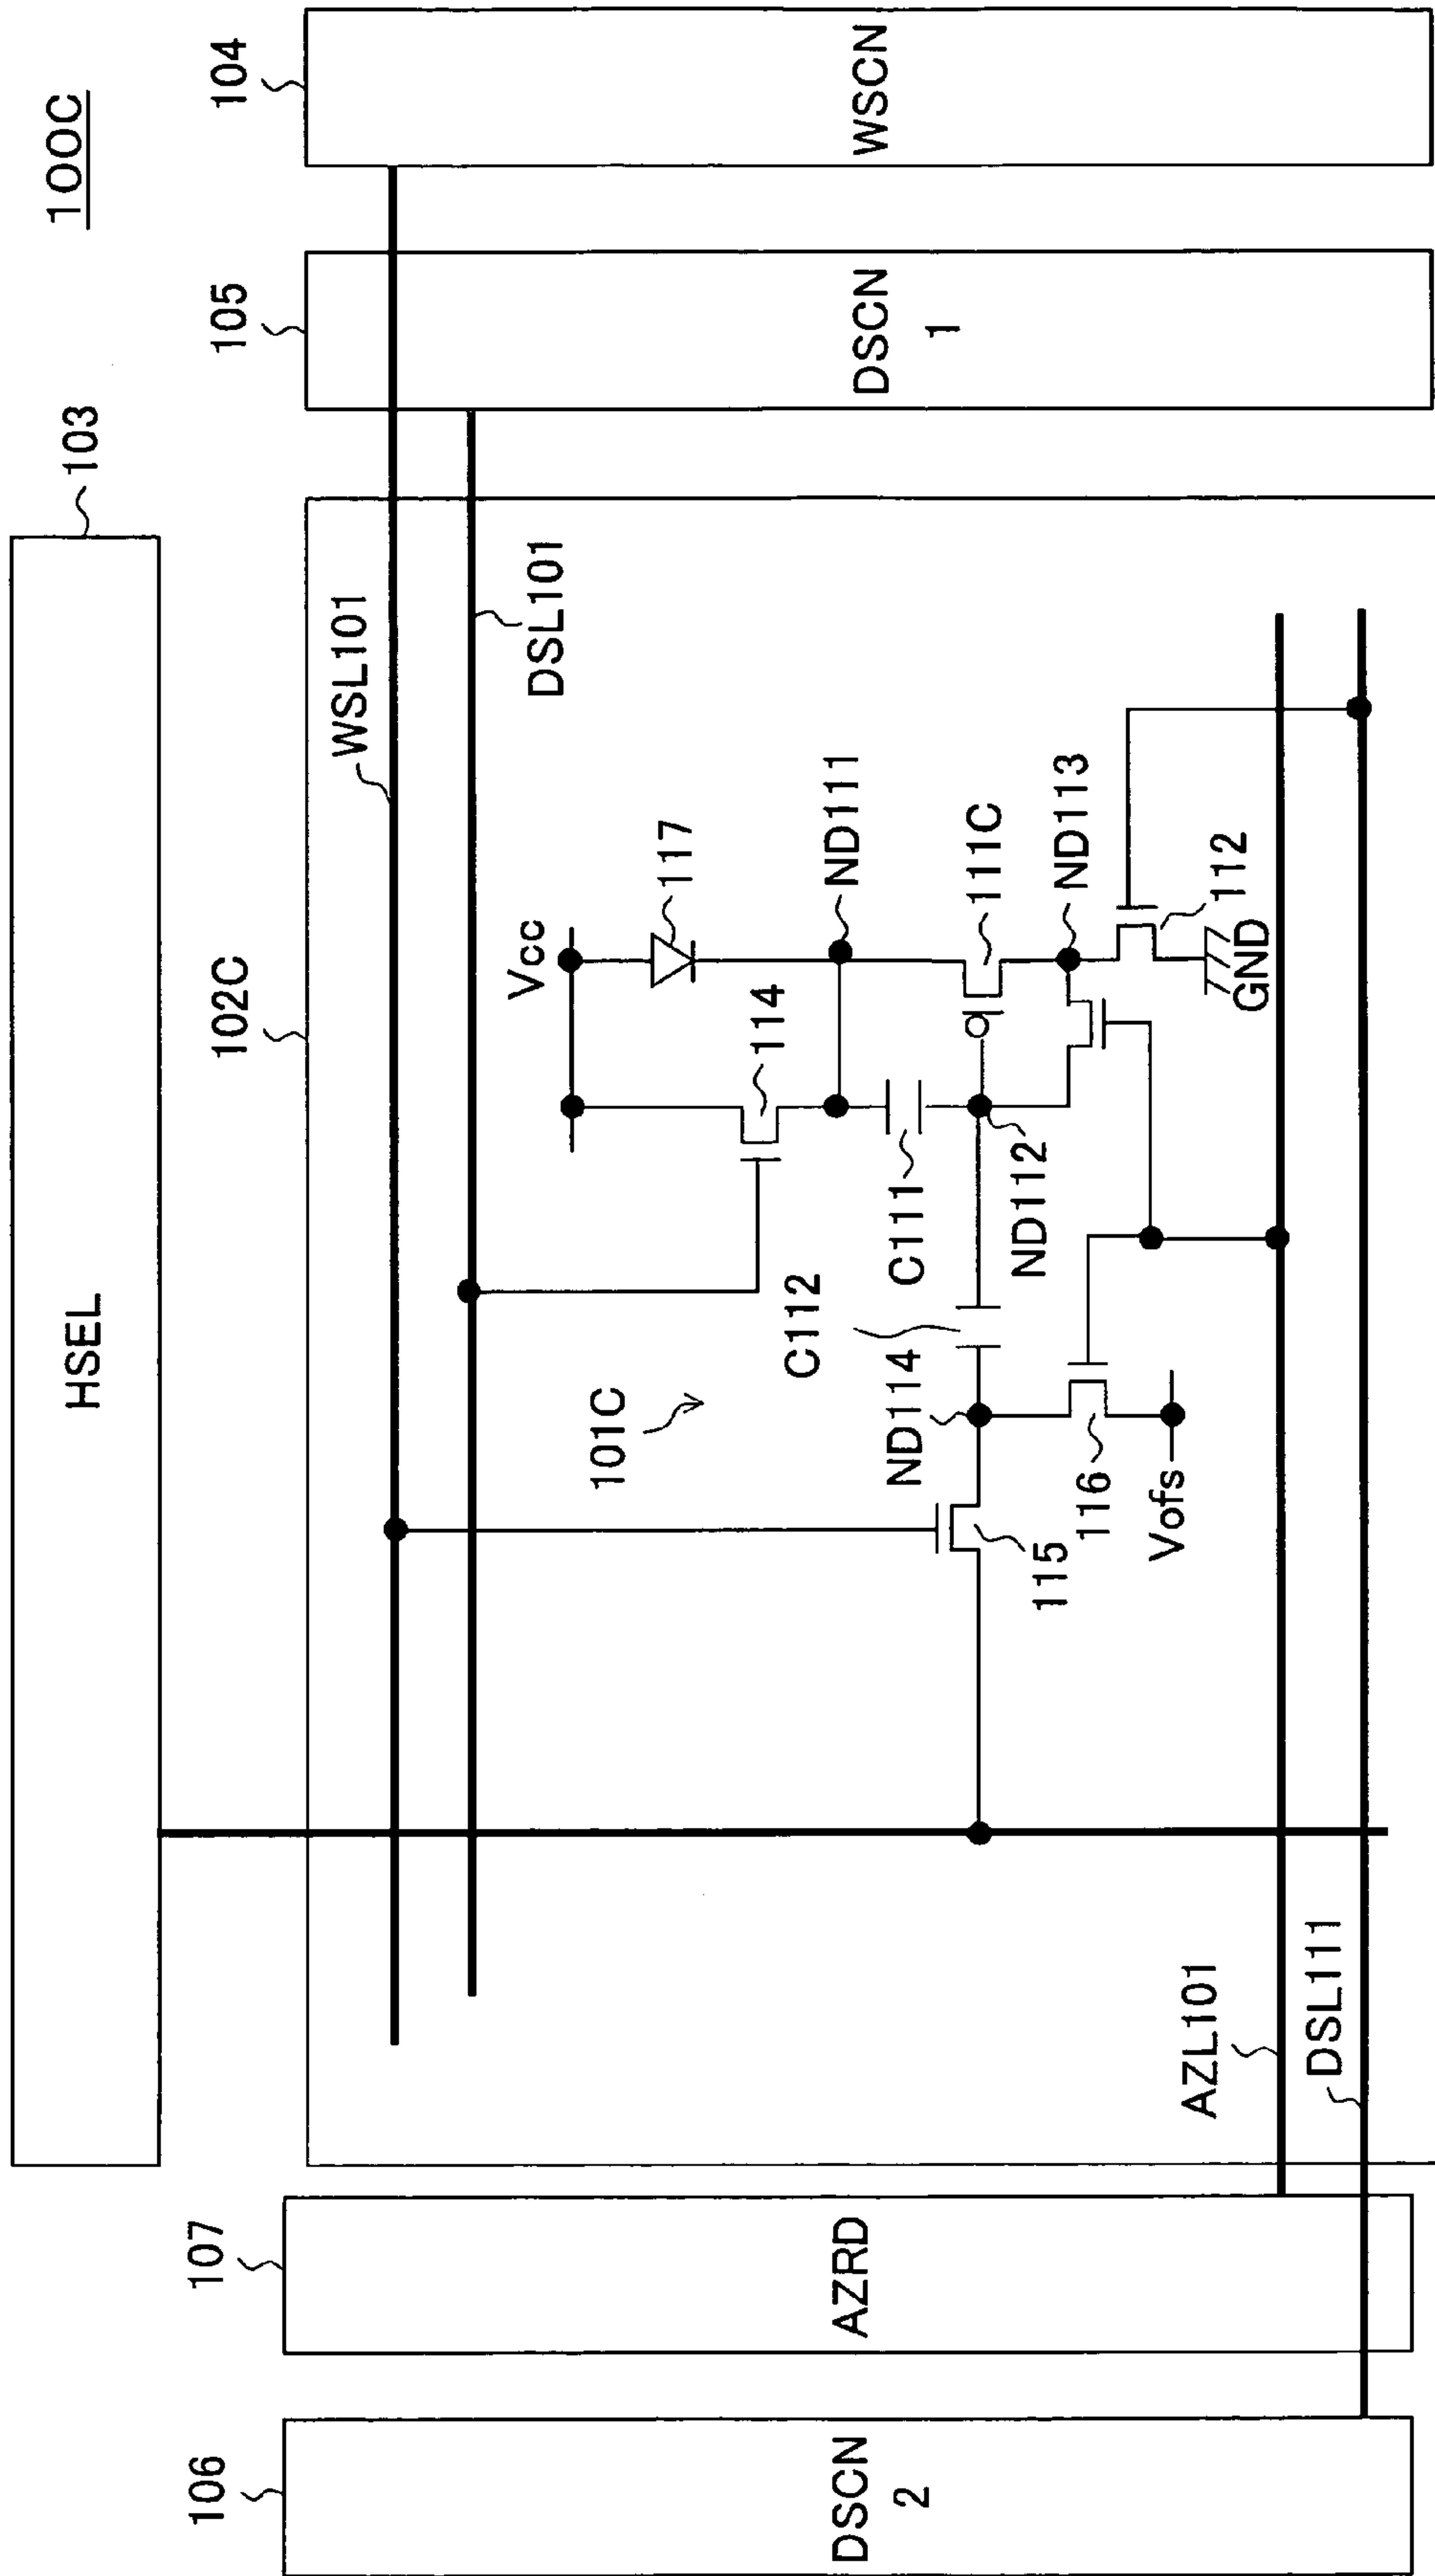 100C
HSEL
103
106
DSCN
2
107
AZRD
102C
105
DSCN
1
104
WSCN
WSL101
DSL101
Vcc
117
114
ND111
101C
C112
C111
111C
ND114
ND112
ND113
115
116
112
Vofs
GND
AZL101
DSL111